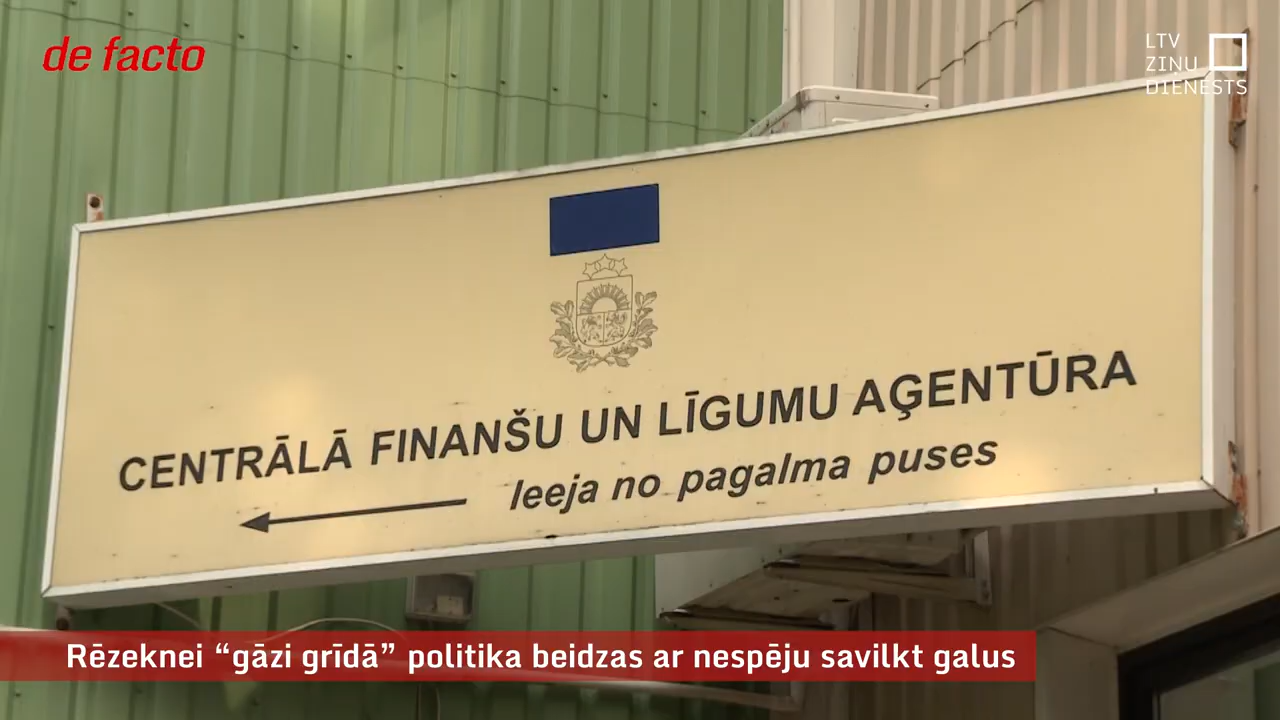 de facto
LTV
ZIŅU
DIENESTS
CENTRĀLĀ FINANŠU UN LĪGUMU AĢENTŪRA
Ieeja no pagalma puses
Rēzeknei “gāzi grīdā” politika beidzas ar nespēju savilkt galus